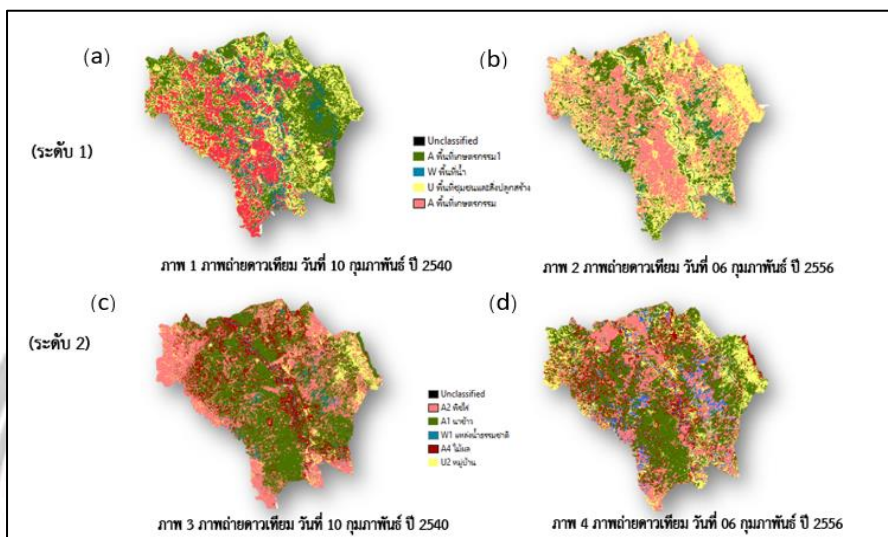 (a)
(b)
(ระดับ 1)
Unclassified
A พื้นที่เกษตรกรรม1
W พื้นที่น้ำ
U พื้นที่ชุมชนและสิ่งปลูกสร้าง
A พื้นที่เกษตรกรรม
ภาพ 1 ภาพถ่ายดาวเทียม วันที่ 10 กุมภาพันธ์ ปี 2540
ภาพ 2 ภาพถ่ายดาวเทียม วันที่ 06 กุมภาพันธ์ ปี 2556
(c)
(d)
(ระดับ 2)
Unclassified
A2 พืชไร่
A1 นาข้าว
W1 แหล่งน้ำธรรมชาติ
A4 ไม้ผล
U2 หมู่บ้าน
ภาพ 3 ภาพถ่ายดาวเทียม วันที่ 10 กุมภาพันธ์ ปี 2540
ภาพ 4 ภาพถ่ายดาวเทียม วันที่ 06 กุมภาพันธ์ ปี 2556